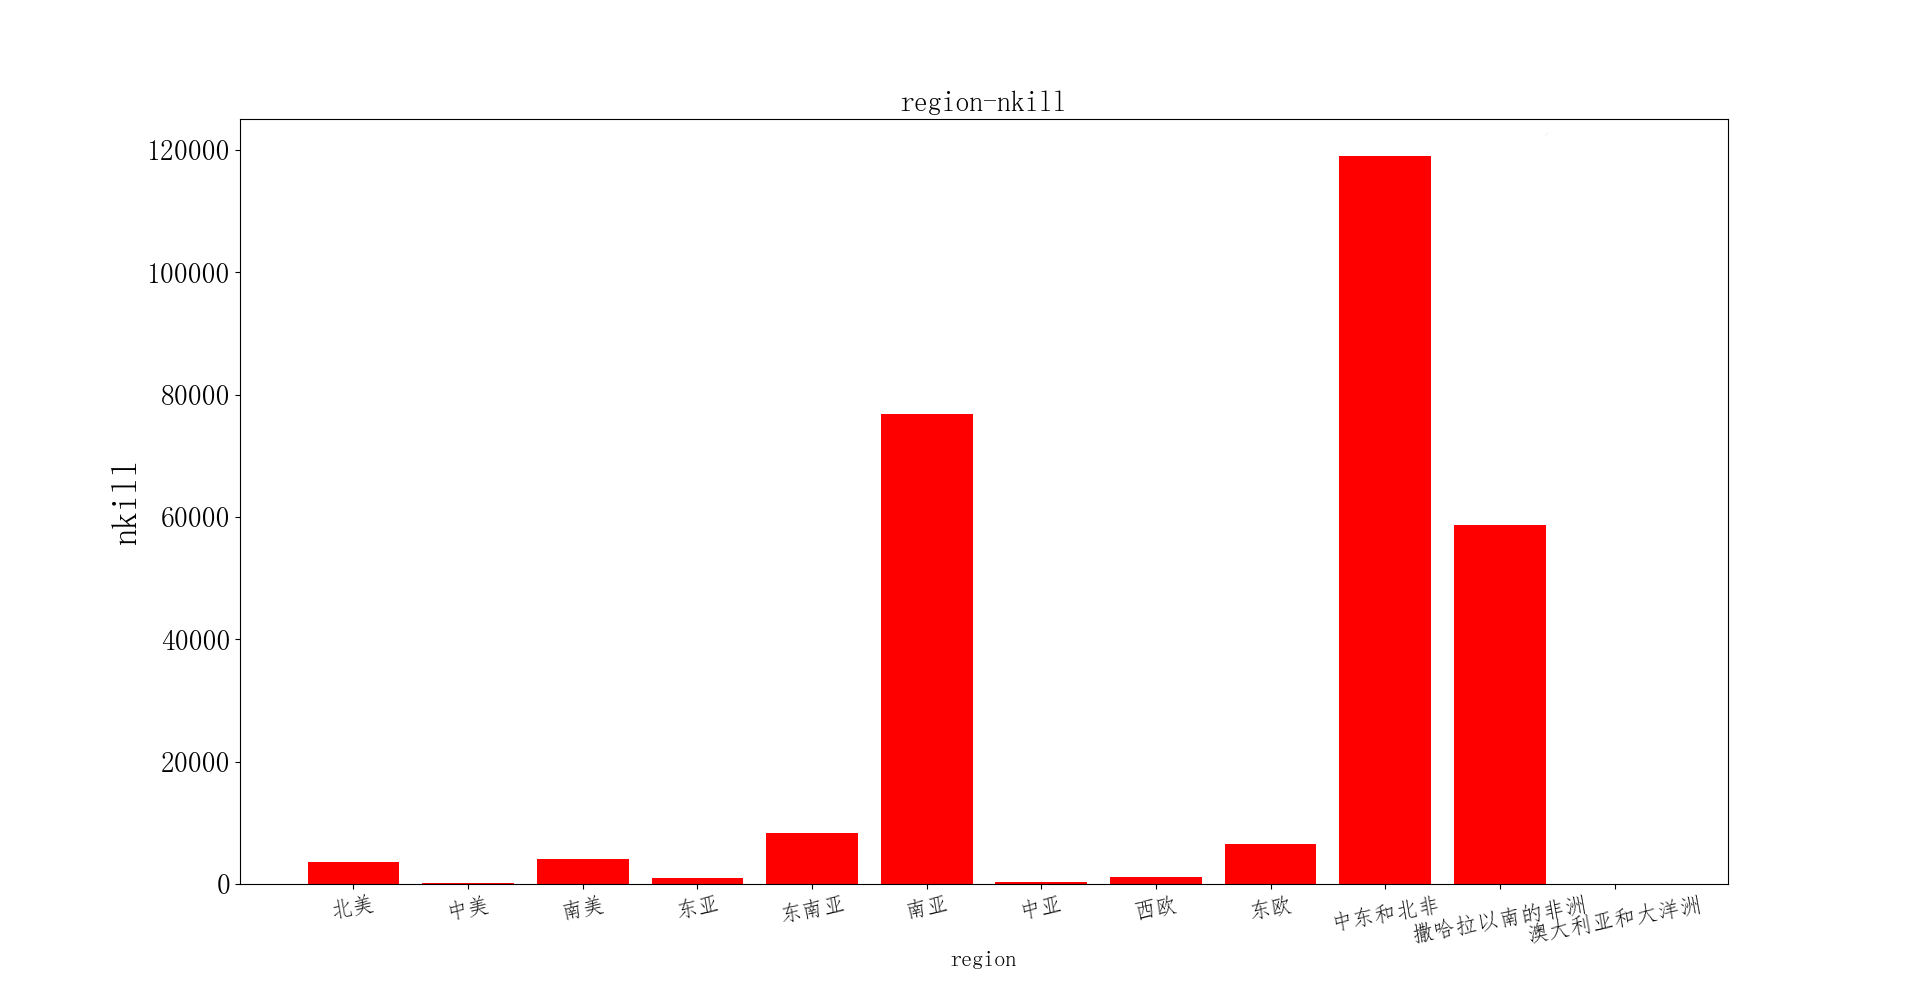 region-nkill
120000
100000
80000
60000
40000
20000
0
nkill
北美
中美
南美
东亚
东南亚
南亚
中亚
西欧
东欧
中东和北非
撒哈拉以南的非洲
澳大利亚和大洋洲
region